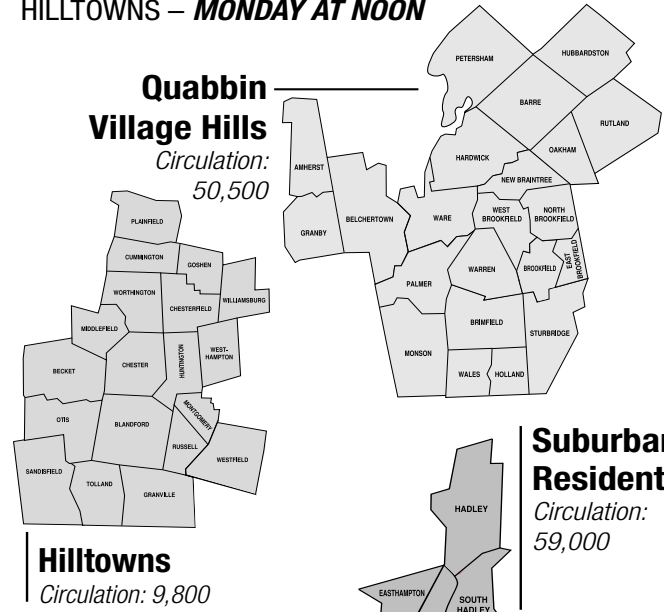 HILLTOWNS – MONDAY AT NOON
Quabbin
Village Hills
Circulation:
50,500
PETERSHAM
HUBBARDSTON
BARRE
RUTLAND
HARDWICK
OAKHAM
NEW BRAINTREE
AMHERST
GRANBY
BELCHERTOWN
WARE
WEST
BROOKFIELD
NORTH
BROOKFIELD
PALMER
WARREN
BROOKFIELD
EAST
BROOKFIELD
MONSON
BRIMFIELD
STURBRIDGE
WALES
HOLLAND
PLAINFIELD
CUMMINGTON
GOSHEN
WORTHINGTON
CHESTERFIELD
WILLIAMSBURG
MIDDLEFIELD
BECKET
CHESTER
HUNTINGTON
WEST-
HAMPTON
OTIS
BLANDFORD
MONTGOMERY
RUSSELL
WESTFIELD
SANDISFIELD
TOLLAND
GRANVILLE
Hilltowns
Circulation: 9,800
Suburban
Resident
Circulation:
59,000
HADLEY
EASTHAMPTON
SOUTH
HADLEY